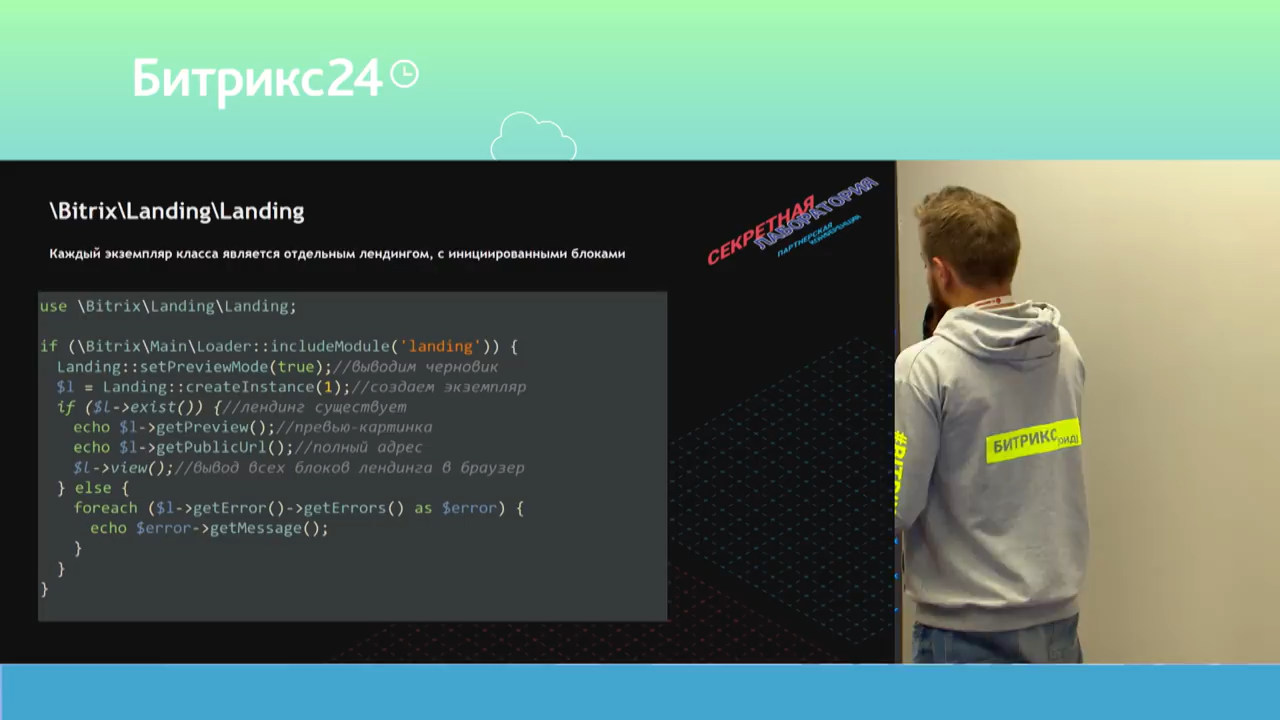 Битрикс24
\Bitrix\Landing\Landing
СЕКРЕТНАЯ
ЛАБОРАТОРИЯ
ПАРТНЕРСКАЯ
Каждый экземпляр класса является отдельным лендингом, с инициированными блоками
use \Bitrix\Landing\Landing;
if (\Bitrix\Main\Loader::includeModule('landing')) {
Landing::setPreviewMode(true);//выводим черновик
$l = Landing::createInstance(1);//создаем экземпляр
if ($l->exist()) {//лендинг существует
echo $l->getPreview();//превью-картинка
echo $l->getPublicUrl();//полный адрес
$l->view();//вывод всех блоков лендинга в браузер
} else {
foreach ($l->getError()->getErrors() as $error) {
echo $error->getMessage();
}
}
}
БИТРИКС